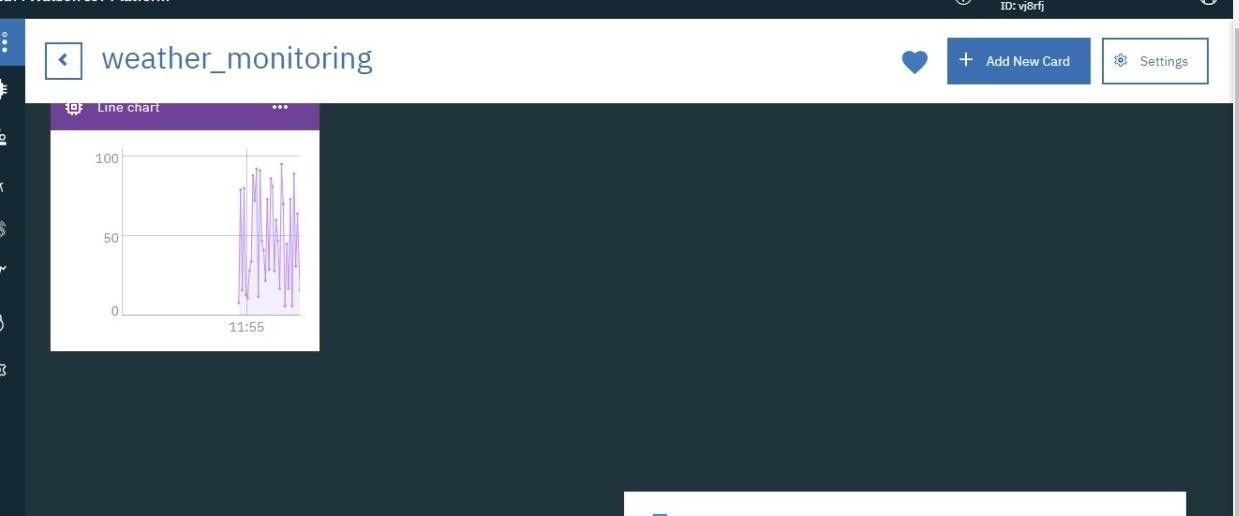 ID: vj8rfj
weather_monitoring
Add New Card
Settings
Line chart
100
50
0
11:55